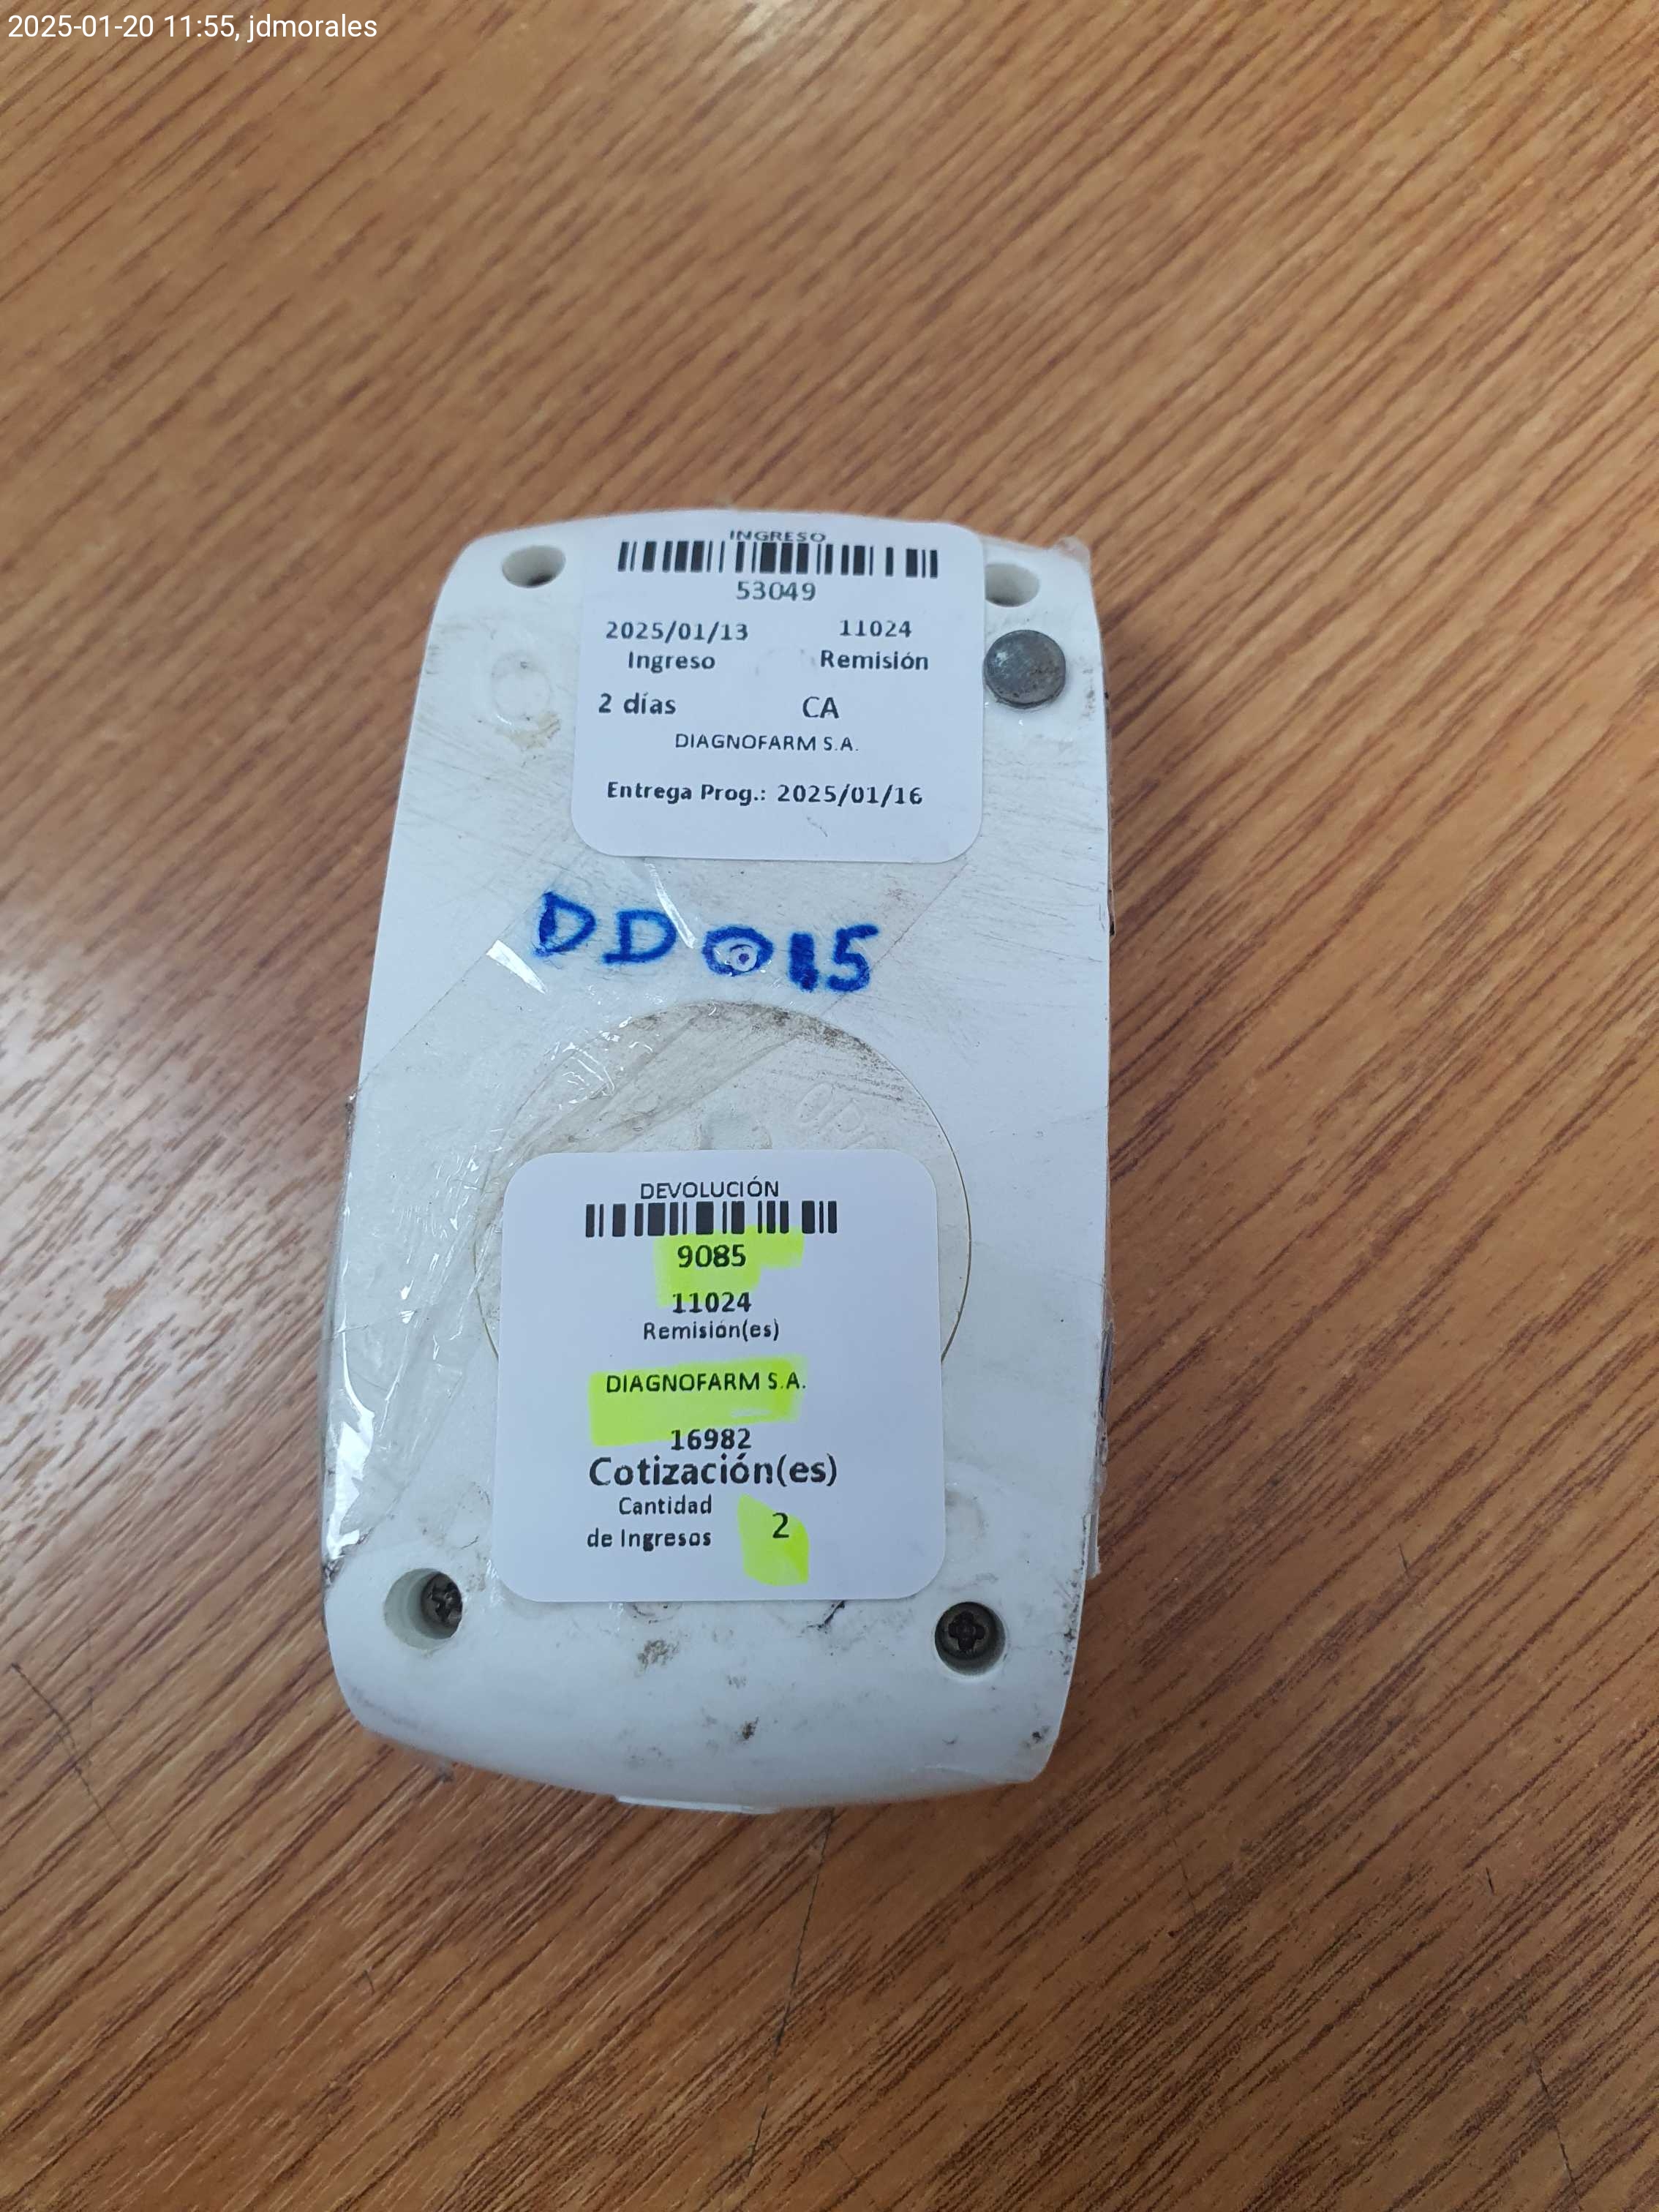 2025-01-20 11:55, jdmorales
INGRESO
53049
2025/01/13 11024
Ingreso Remisión
2 días CA
DIAGNOFARM S.A.
Entrega Prog.: 2025/01/16
DD015
DEVOLUCIÓN
9085
11024
Remisión(es)
DIAGNOFARM S.A.
16982
Cotización(es)
Cantidad
de Ingresos 2